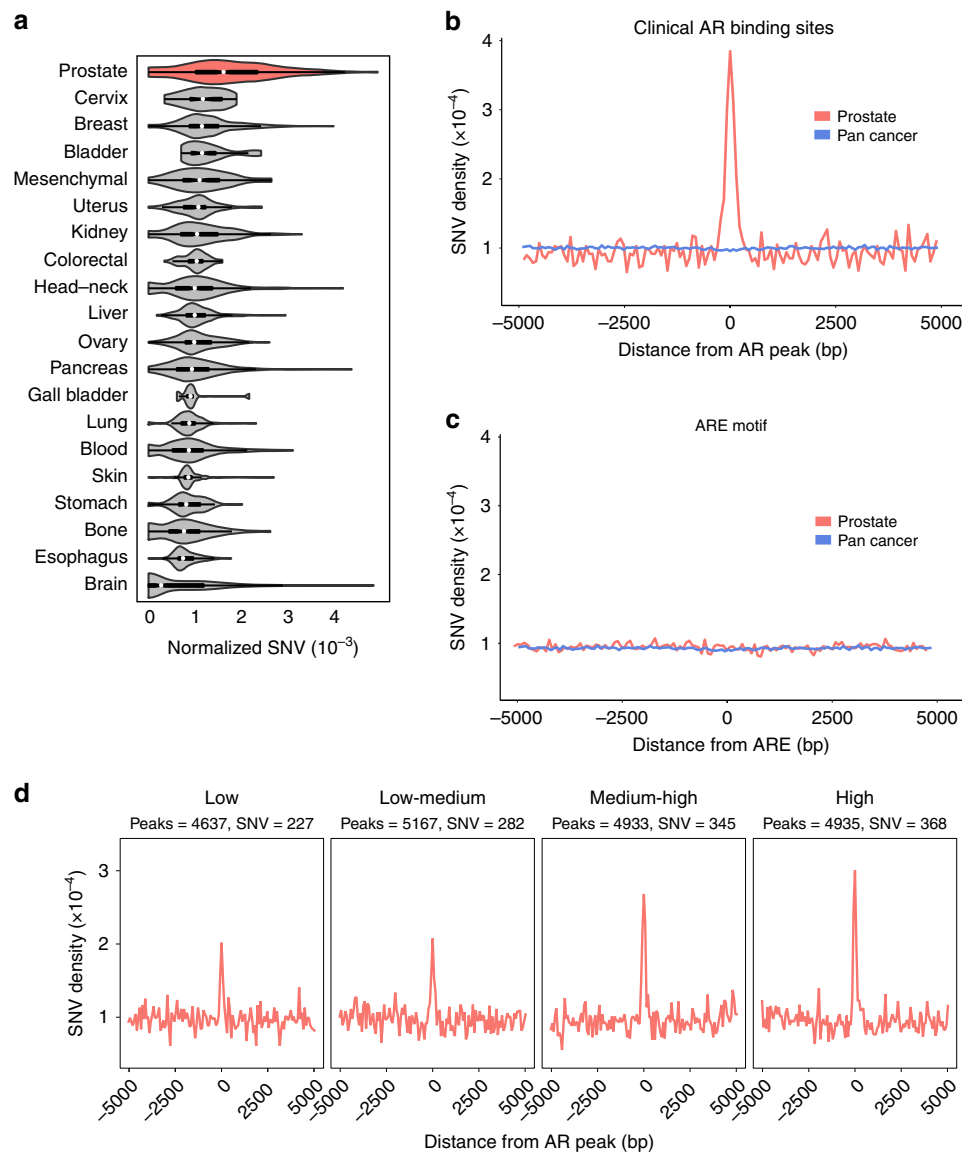 a
Prostate
Cervix
Breast
Bladder
Mesenchymal
Uterus
Kidney
Colorectal
Head–neck
Liver
Ovary
Pancreas
Gall bladder
Lung
Blood
Skin
Stomach
Bone
Esophagus
Brain
0 1 2 3 4
Normalized SNV (10⁻³)
b
Clinical AR binding sites
SNV density (×10⁻⁴)
4
3
2
1
Prostate
Pan cancer
–5000 –2500 0 2500 5000
Distance from AR peak (bp)
c
ARE motif
SNV density (×10⁻⁴)
4
3
2
1
Prostate
Pan cancer
–5000 –2500 0 2500 5000
Distance from ARE (bp)
d
Low Low-medium Medium-high High
Peaks = 4637, SNV = 227 Peaks = 5167, SNV = 282 Peaks = 4933, SNV = 345 Peaks = 4935, SNV = 368
SNV density (×10⁻⁴)
3
2
1
–5000 –2500 0 2500 5000 –5000 –2500 0 2500 5000 –5000 –2500 0 2500 5000 –5000 –2500 0 2500 5000
Distance from AR peak (bp)